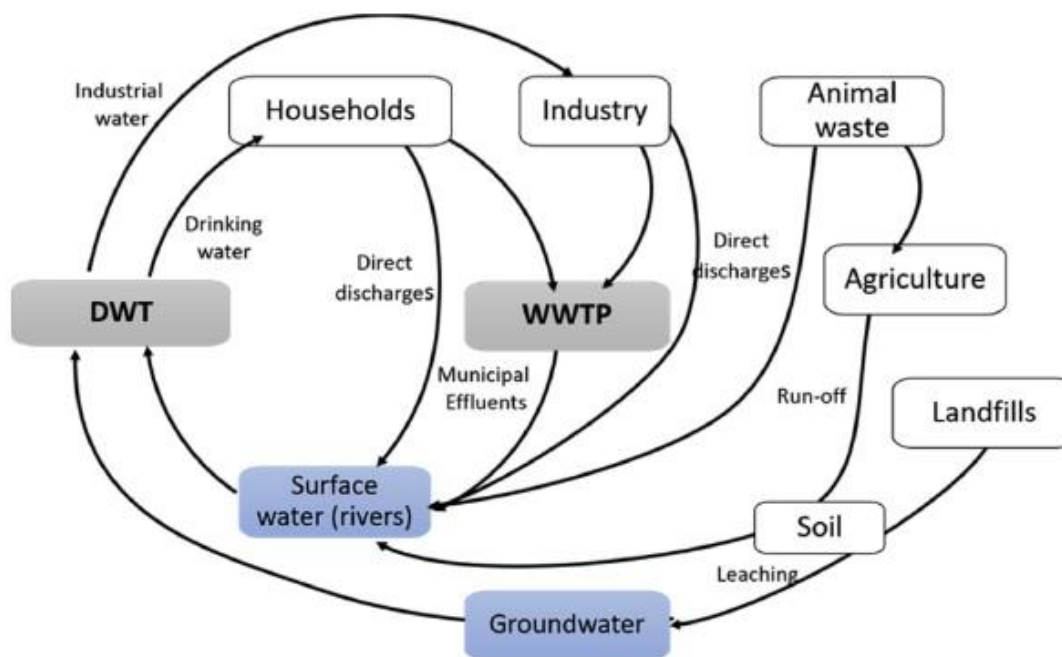 Industrial
water
Households
Industry
Animal
waste
Drinking
water
Direct
discharges
Direct
discharges
Agriculture
DWT
WWTP
Municipal
Effluents
Run-off
Landfills
Surface
water (rivers)
Soil
Leaching
Groundwater